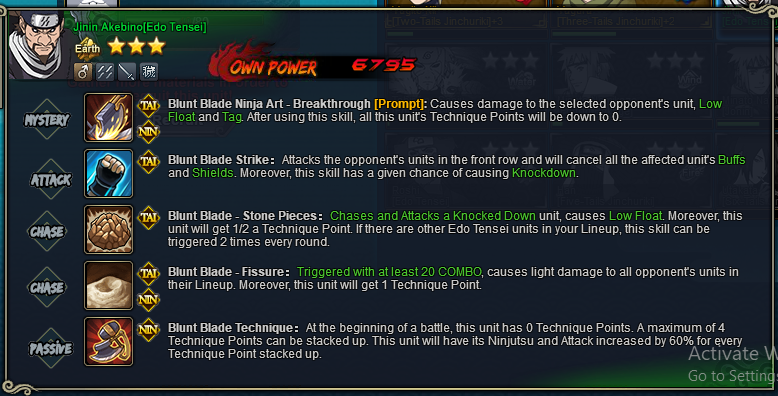 [Two-Tails Jinchuriki]+3
[Three-Tails Jinchuriki]+2
Jinin Akebino[Edo Tensei]
Earth
OWN POWER 6795
MYSTERY
TAI
NIN
Blunt Blade Ninja Art - Breakthrough [Prompt]: Causes damage to the selected opponent's unit, Low
Float and Tag. After using this skill, all this unit's Technique Points will be down to 0.
ATTACK
TAI
Blunt Blade Strike: Attacks the opponent's units in the front row and will cancel all the affected unit's Buffs
and Shields. Moreover, this skill has a given chance of causing Knockdown.
CHASE
TAI
Blunt Blade - Stone Pieces: Chases and Attacks a Knocked Down unit, causes Low Float. Moreover, this
unit will get 1/2 a Technique Point. If there are other Edo Tensei units in your Lineup, this skill can be
triggered 2 times every round.
CHASE
TAI
NIN
Blunt Blade - Fissure: Triggered with at least 20 COMBO, causes light damage to all opponent's units in
their Lineup. Moreover, this unit will get 1 Technique Point.
PASSIVE
NIN
Blunt Blade Technique: At the beginning of a battle, this unit has 0 Technique Points. A maximum of 4
Technique Points can be stacked up. This unit will have its Ninjutsu and Attack increased by 60% for every
Technique Point stacked up.
Activate W
Go to Settings